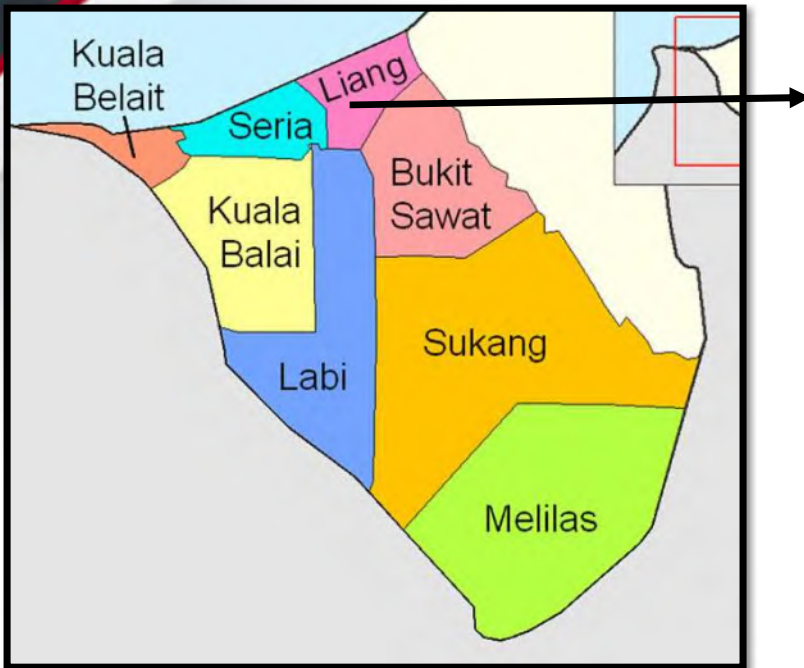 Kuala
Belait
Liang
Seria
Bukit
Sawat
Kuala
Balai
Sukang
Labi
Melilas